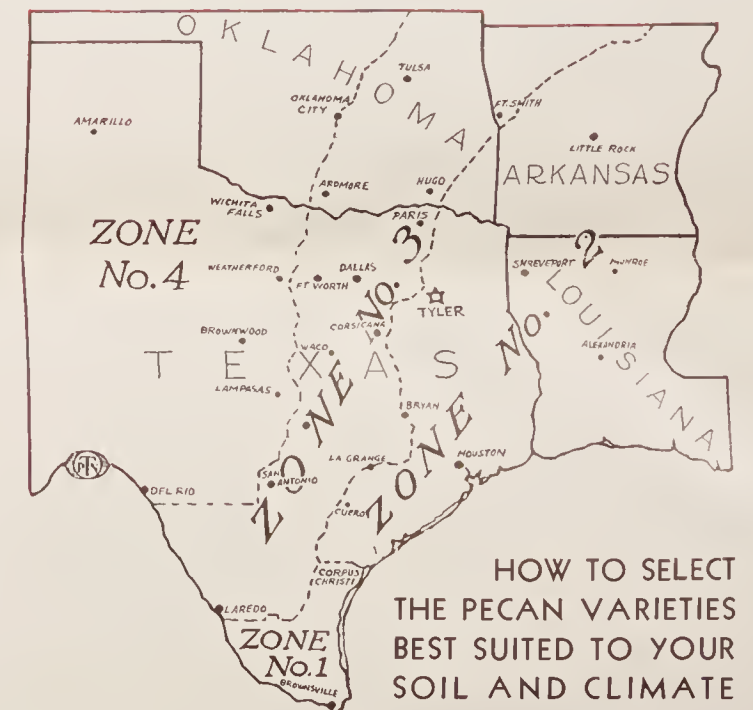 OKLAHOMA
TULSA
OKLAHOMA
CITY
FT. SMITH
AMARILLO
LITTLE ROCK
ARKANSAS
ARDMORE
HUGO
WICHITA
FALLS
PARIS
ZONE
No. 4
ZONE No. 3
ZONE No. 2
SHREVEPORT
MUNROE
WEATHERFORD
FT WORTH
DALLAS
TYLER
LOUISIANA
CORSICANA
BROWNWOOD
WACO
ALEXANDRIA
TEXAS
LAMPASAS
BRYAN
LA GRANGE
HOUSTON
TPN
SAN
ANTONIO
DEL RIO
CUERO
CORPUS
CHRISTI
LAREDO
ZONE
No.1
BROWNSVILLE
HOW TO SELECT
THE PECAN VARIETIES
BEST SUITED TO YOUR
SOIL AND CLIMATE